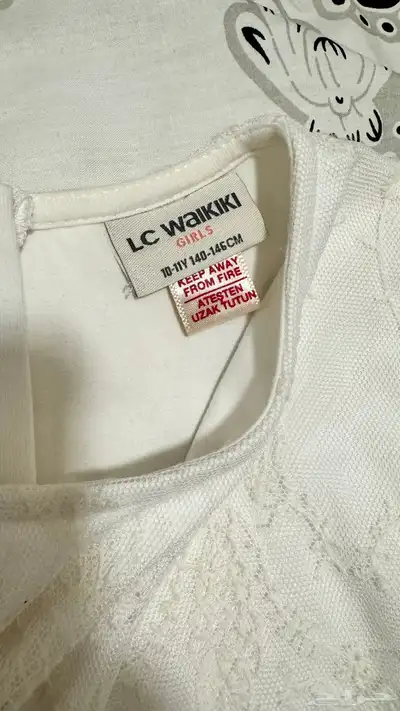 LC WAIKIKI
GIRLS
10-11Y 140-146CM
KEEP AWAY
FROM FIRE
ATEŞTEN
UZAK TUTUN